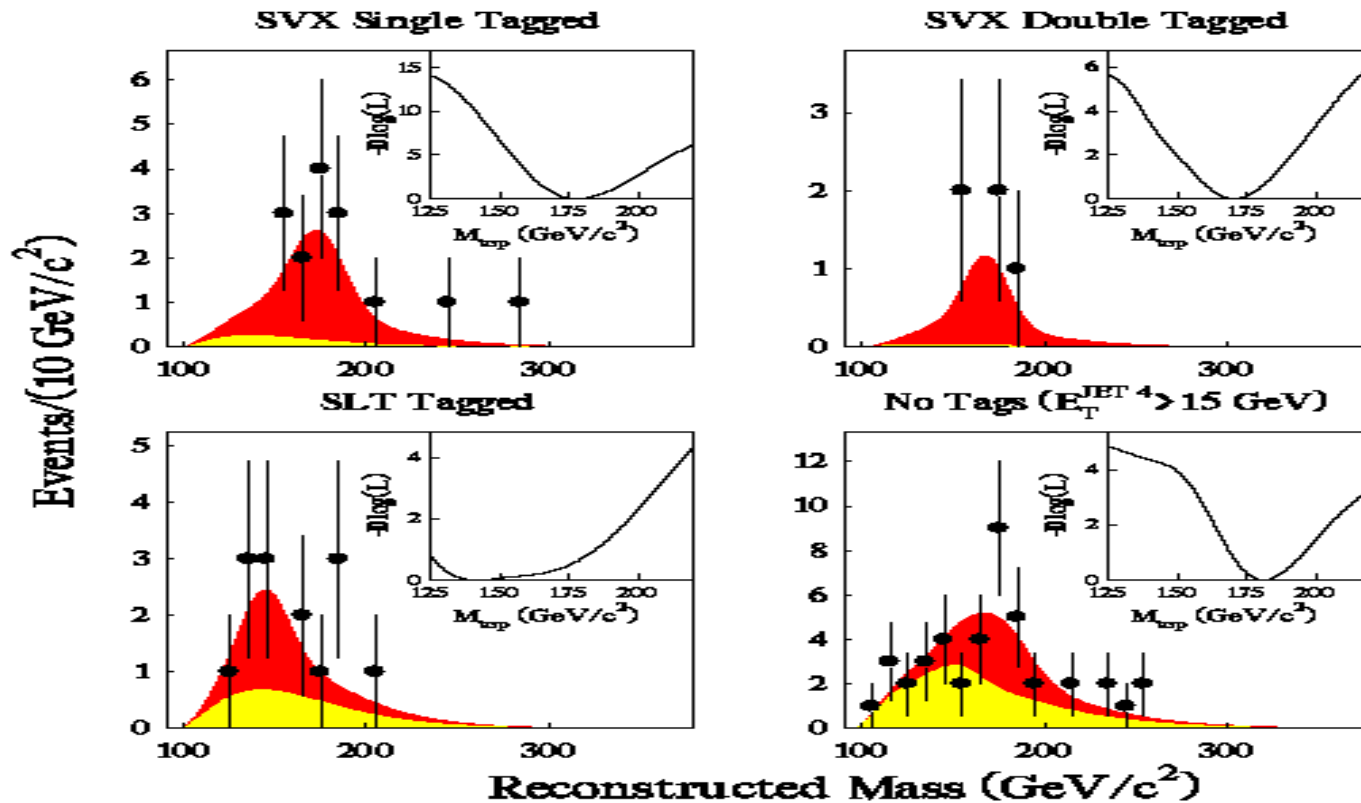 SVX Single Tagged
SVX Double Tagged
Events/(10 GeV/c²)
6
5
4
3
2
1
0
100 200 300
15
10
5
0
-Dlog(L)
125 150 175 200
M_top (GeV/c²)
3
2
1
0
100 200 300
6
4
2
0
-Dlog(L)
125 150 175 200
M_top (GeV/c²)
SLT Tagged
No Tags (E_T^JET 4 > 15 GeV)
5
4
3
2
1
0
100 200 300
4
2
0
-Dlog(L)
125 150 175 200
M_top (GeV/c²)
12
10
8
6
4
2
0
100 200 300
4
2
0
-Dlog(L)
125 150 175 200
M_top (GeV/c²)
Reconstructed Mass (GeV/c²)